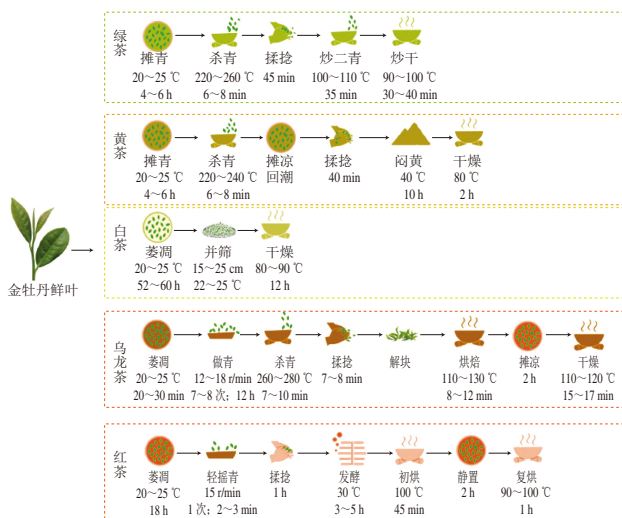 绿茶
摊青 杀青 揉捻 炒二青 炒干
20~25 ℃ 220~260 ℃ 45 min 100~110 ℃ 90~100 ℃
4~6 h 6~8 min 35 min 30~40 min
黄茶
摊青 杀青 摊凉 揉捻 闷黄 干燥
20~25 ℃ 220~240 ℃ 回潮 40 min 40 ℃ 80 ℃
4~6 h 6~8 min 10 h 2 h
金牡丹鲜叶
白茶
萎凋 并筛 干燥
20~25 ℃ 15~25 cm 80~90 ℃
52~60 h 22~25 ℃ 12 h
乌龙茶
萎凋 做青 杀青 揉捻 解块 烘焙 摊凉 干燥
20~25 ℃ 12~18 r/min 260~280 ℃ 7~8 min 110~130 ℃ 2 h 110~120 ℃
20~30 min 7~8 次；12 h 7~10 min 8~12 min 15~17 min
红茶
萎凋 轻摇青 揉捻 发酵 初烘 静置 复烘
20~25 ℃ 15 r/min 1 h 30 ℃ 100 ℃ 2 h 90~100 ℃
18 h 1 次；2~3 min 3~5 h 45 min 1 h